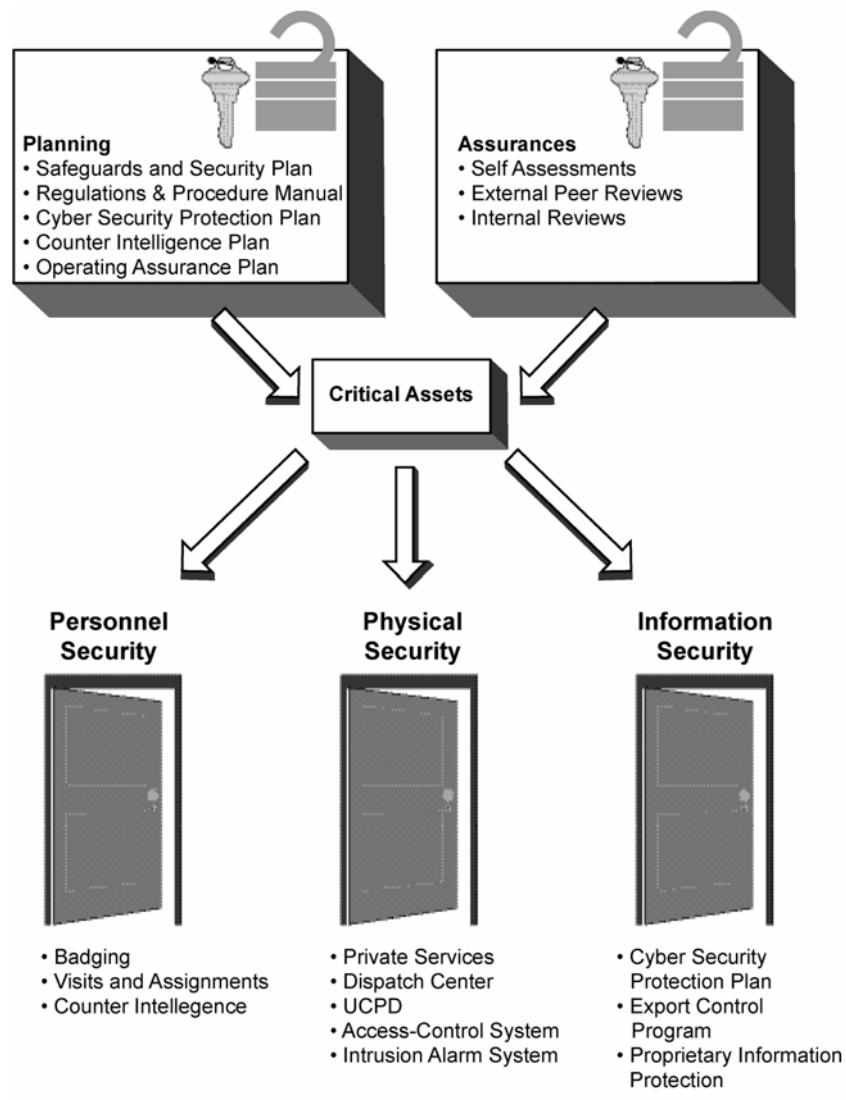 Planning
• Safeguards and Security Plan
• Regulations & Procedure Manual
• Cyber Security Protection Plan
• Counter Intelligence Plan
• Operating Assurance Plan
Assurances
• Self Assessments
• External Peer Reviews
• Internal Reviews
Critical Assets
Personnel
Security
• Badging
• Visits and Assignments
• Counter Intellegence
Physical
Security
• Private Services
• Dispatch Center
• UCPD
• Access-Control System
• Intrusion Alarm System
Information
Security
• Cyber Security
Protection Plan
• Export Control
Program
• Proprietary Information
Protection